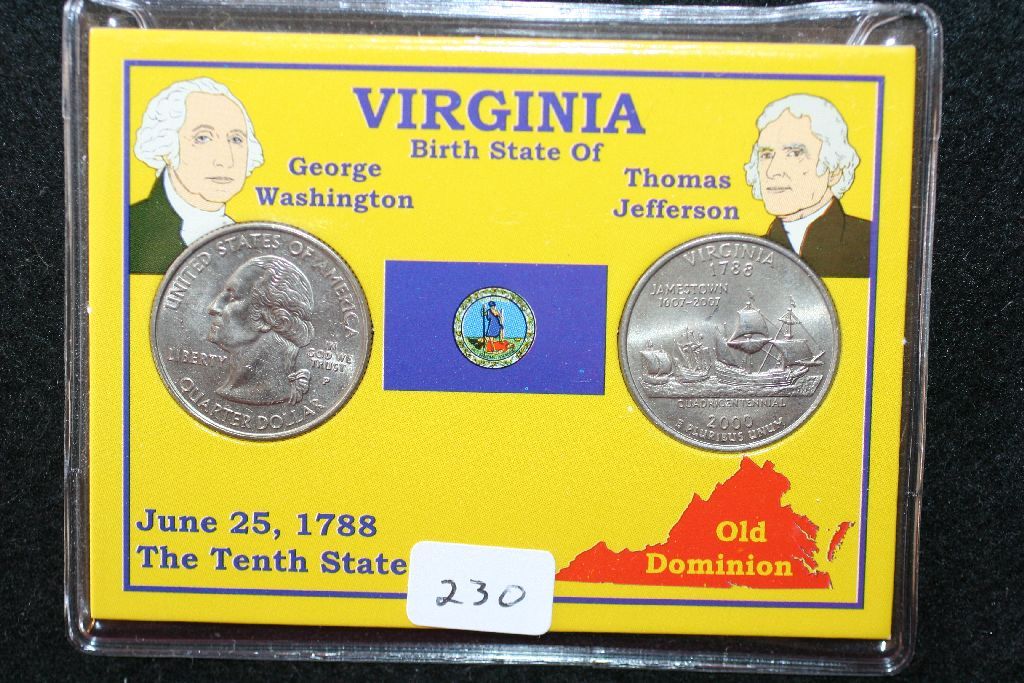 VIRGINIA
Birth State Of
George
Washington
Thomas
Jefferson
UNITED STATES OF AMERICA
LIBERTY
IN
GOD WE
TRUST
P
QUARTER DOLLAR
VIRGINIA
1788
JAMESTOWN
1607-2007
QUADRICENTENNIAL
2000
E PLURIBUS UNUM
June 25, 1788
The Tenth State
Old
Dominion
230